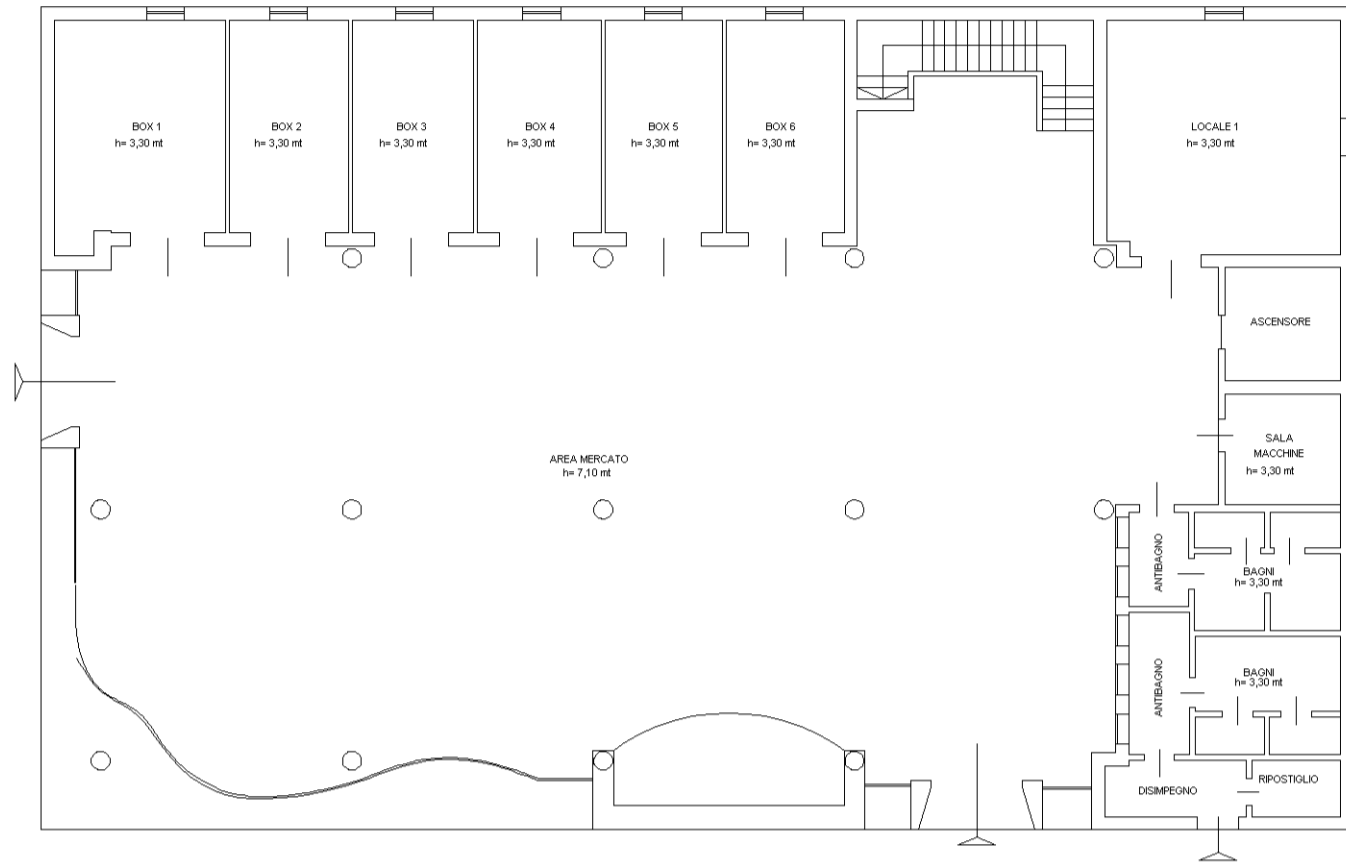 BOX 1
h= 3,30 mt
BOX 2
h= 3,30 mt
BOX 3
h= 3,30 mt
BOX 4
h= 3,30 mt
BOX 5
h= 3,30 mt
BOX 6
h= 3,30 mt
LOCALE 1
h= 3,30 mt
ASCENSORE
SALA
MACCHINE
h= 3,30 mt
AREA MERCATO
h= 7,10 mt
ANTIBAGNO
BAGNI
h= 3,30 mt
ANTIBAGNO
BAGNI
h= 3,30 mt
DISIMPEGNO
RIPOSTIGLIO